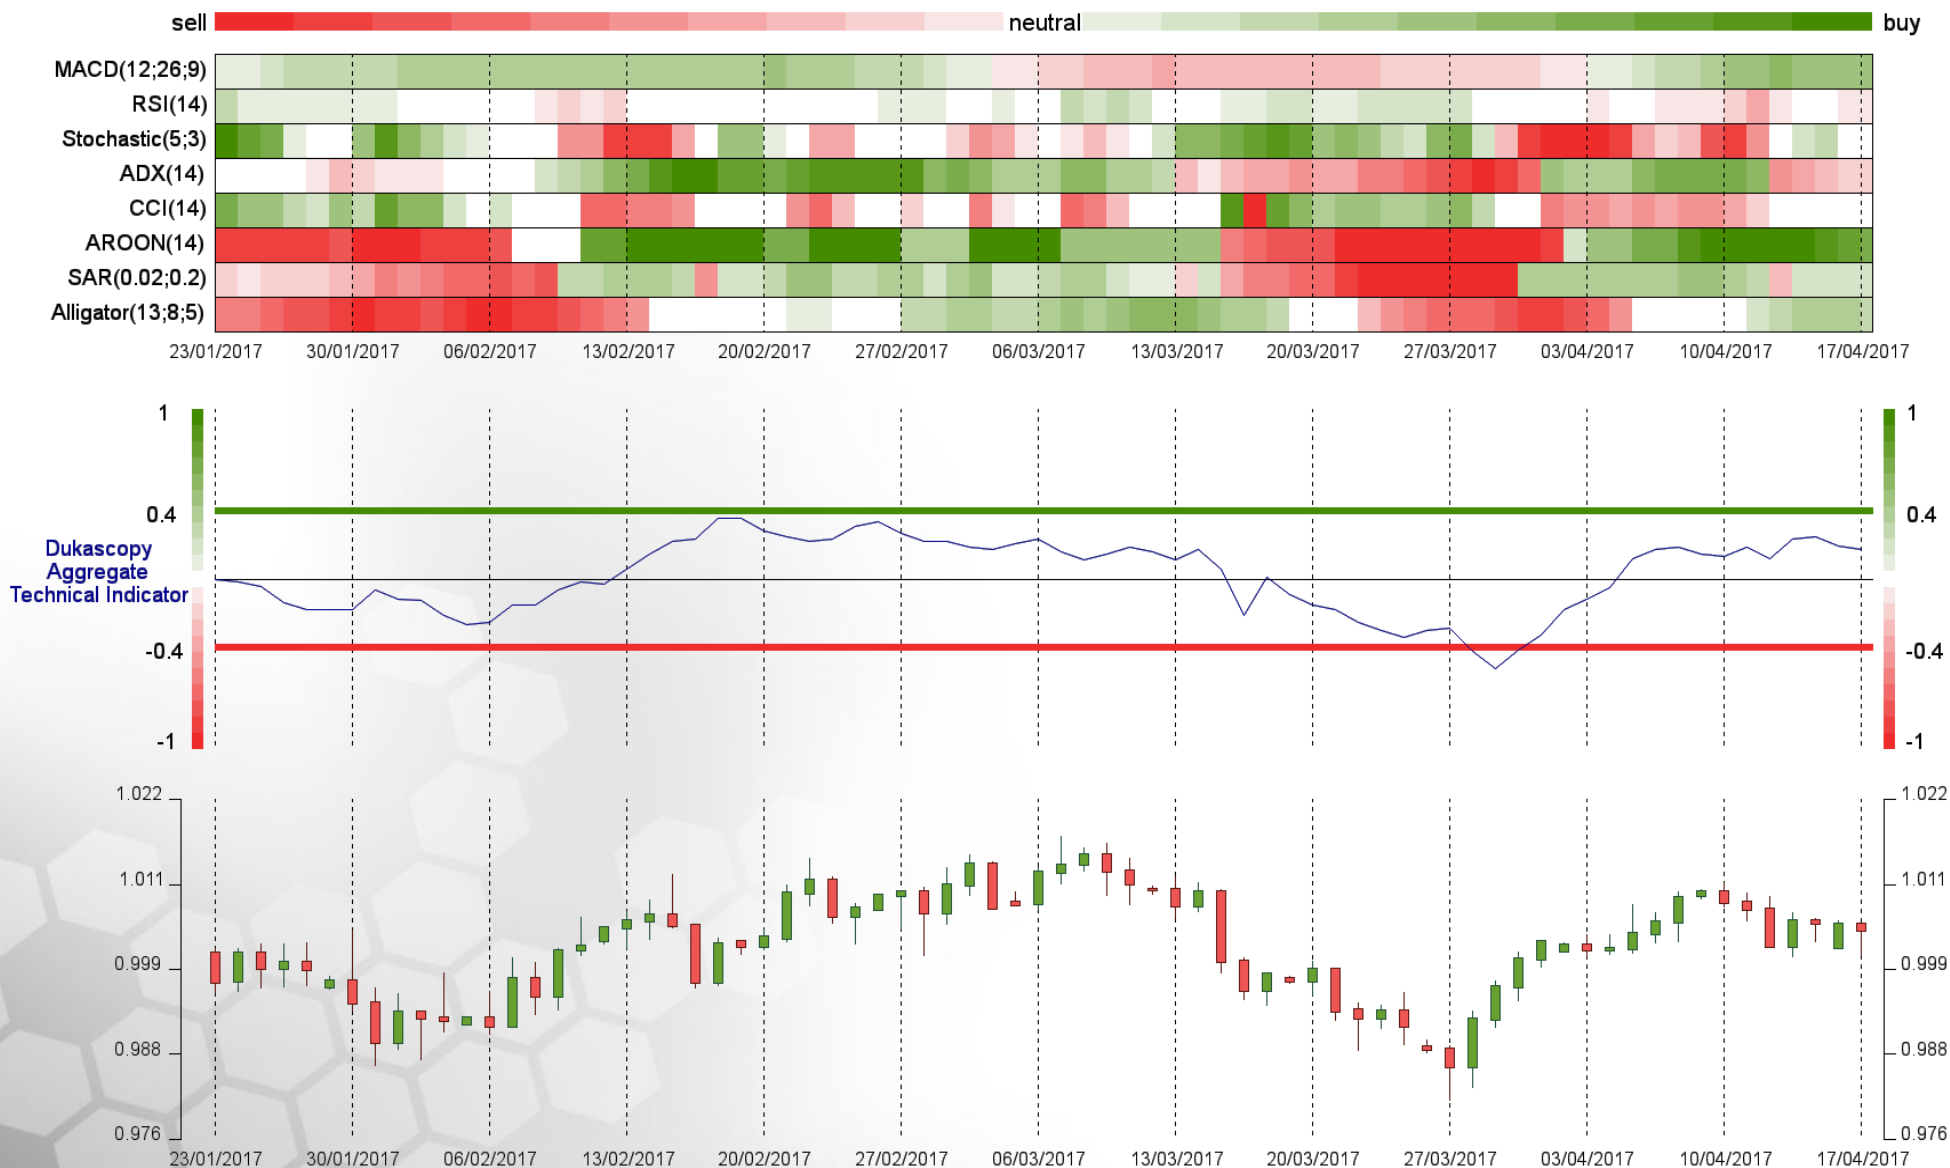 sell neutral buy
MACD(12;26;9)
RSI(14)
Stochastic(5;3)
ADX(14)
CCI(14)
AROON(14)
SAR(0.02;0.2)
Alligator(13;8;5)
23/01/2017 30/01/2017 06/02/2017 13/02/2017 20/02/2017 27/02/2017 06/03/2017 13/03/2017 20/03/2017 27/03/2017 03/04/2017 10/04/2017 17/04/2017
1 1
0.4 0.4
Dukascopy
Aggregate
Technical Indicator
-0.4 -0.4
-1 -1
1.022 1.022
1.011 1.011
0.999 0.999
0.988 0.988
0.976 0.976
23/01/2017 30/01/2017 06/02/2017 13/02/2017 20/02/2017 27/02/2017 06/03/2017 13/03/2017 20/03/2017 27/03/2017 03/04/2017 10/04/2017 17/04/2017